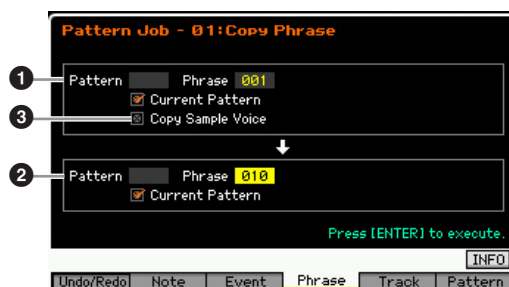 Pattern Job - 01:Copy Phrase
1 Pattern Phrase 001
Current Pattern
3 Copy Sample Voice
2 Pattern Phrase 010
Current Pattern
Press [ENTER] to execute.
INFO
Undo/Redo Note Event Phrase Track Pattern